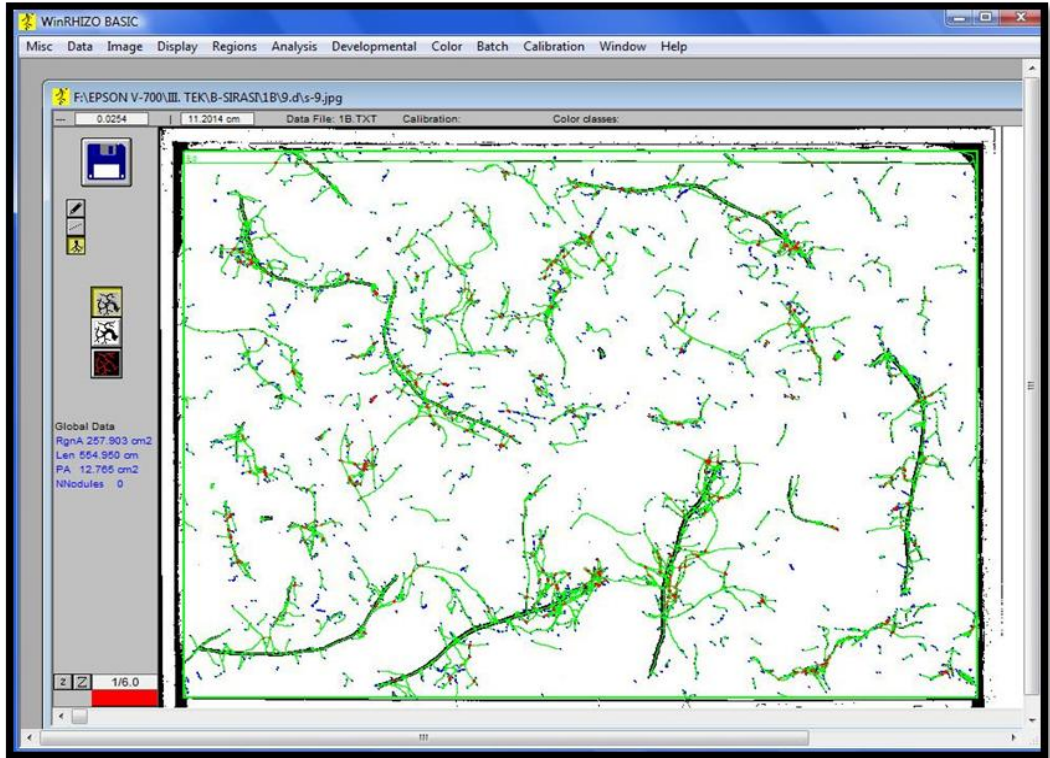 WinRHIZO BASIC
Misc Data Image Display Regions Analysis Developmental Color Batch Calibration Window Help
F:\EPSON V-700\III. TEK\B-SIRASI\1B\9.d\s-9.jpg
0.0254 11.2014 cm Data File: 1B.TXT Calibration: Color classes:
Global Data
RgnA 257.903 cm2
Len 554.950 cm
PA 12.765 cm2
NNodules 0
z Z 1/6.0